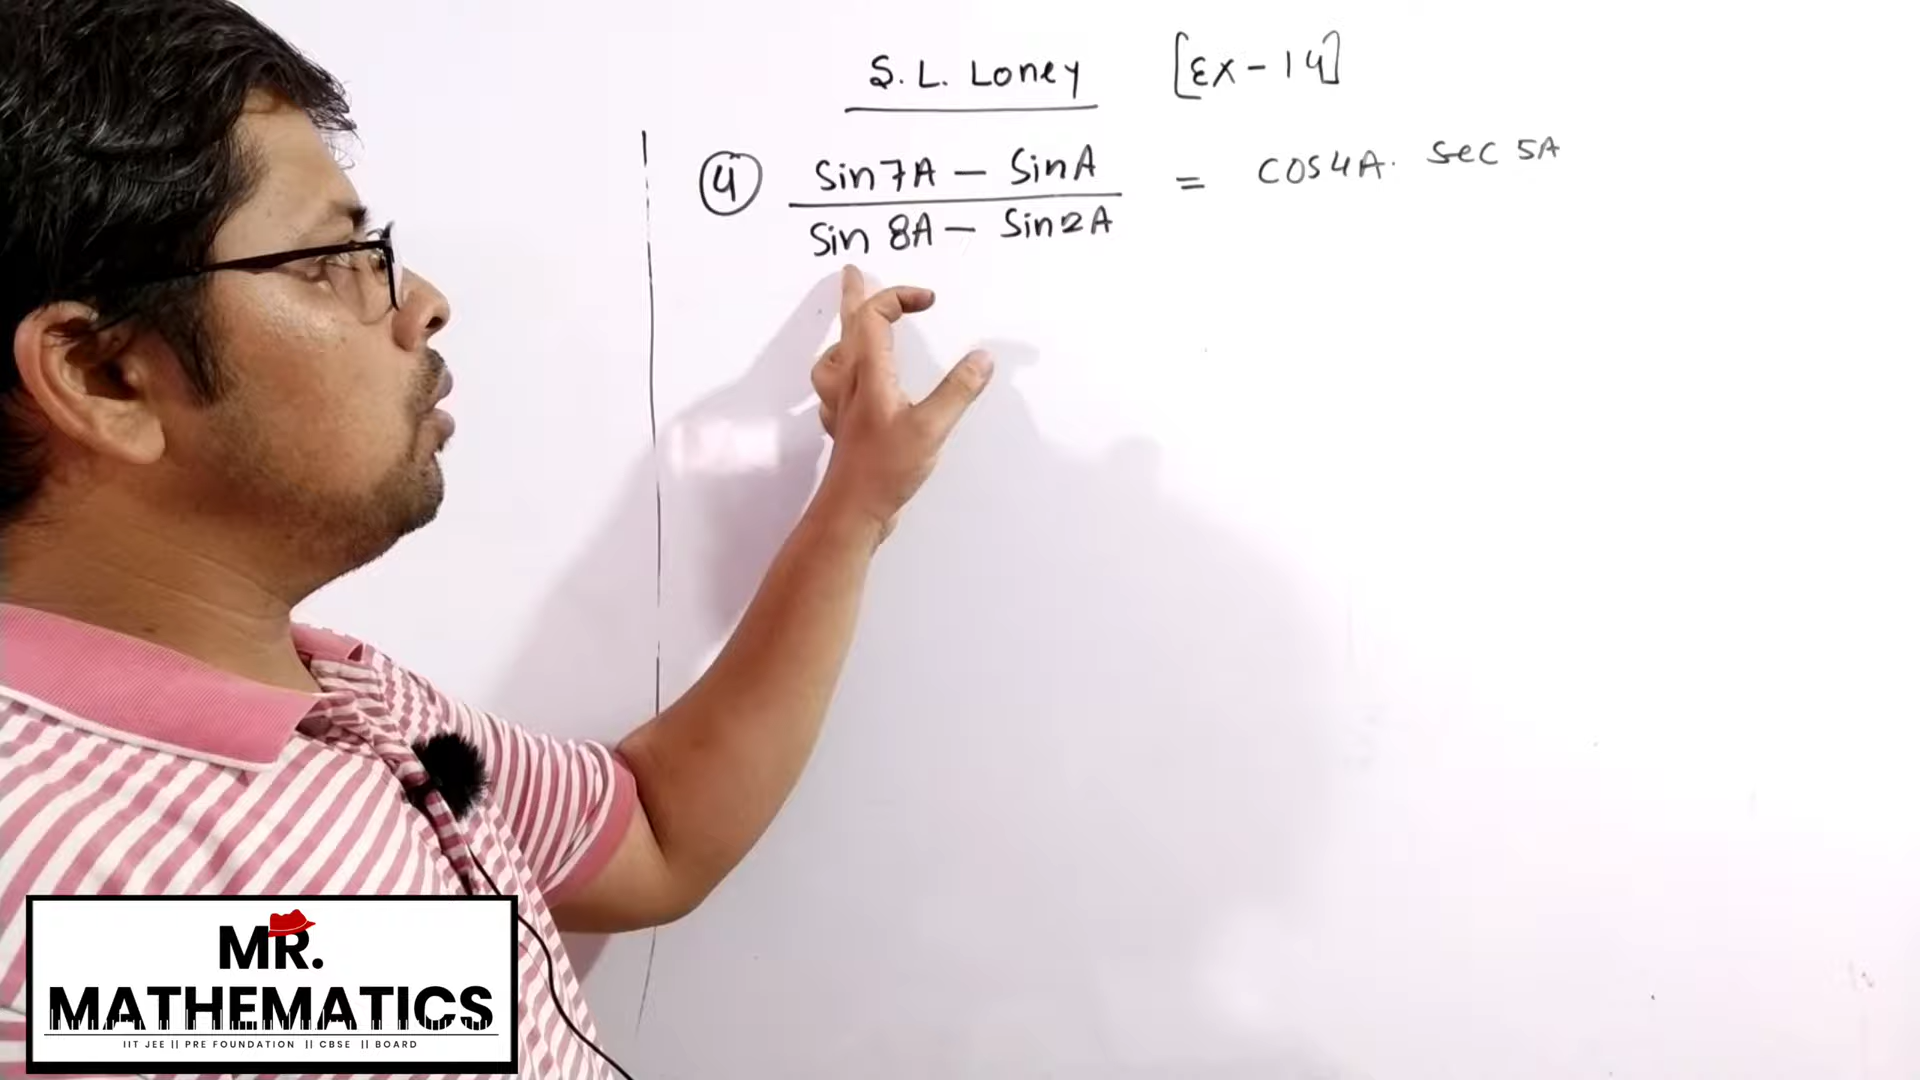 S. L. Loney [Ex - 14]
4 Sin7A - SinA = cos4A. Sec 5A
Sin 8A - Sin2A
MR.
MATHEMATICS
IIT JEE || PRE FOUNDATION || CBSE || BOARD